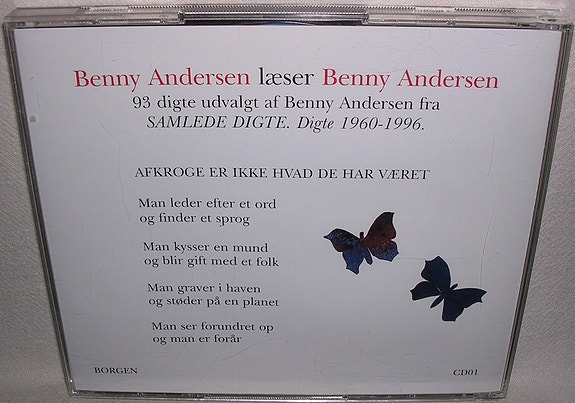 Benny Andersen læser Benny Andersen
93 digte udvalgt af Benny Andersen fra
SAMLEDE DIGTE. Digte 1960-1996.
AFKROGE ER IKKE HVAD DE HAR VÆRET
Man leder efter et ord
og finder et sprog
Man kysser en mund
og blir gift med et folk
Man graver i haven
og støder på en planet
Man ser forundret op
og man er forår
BORGEN
CD01